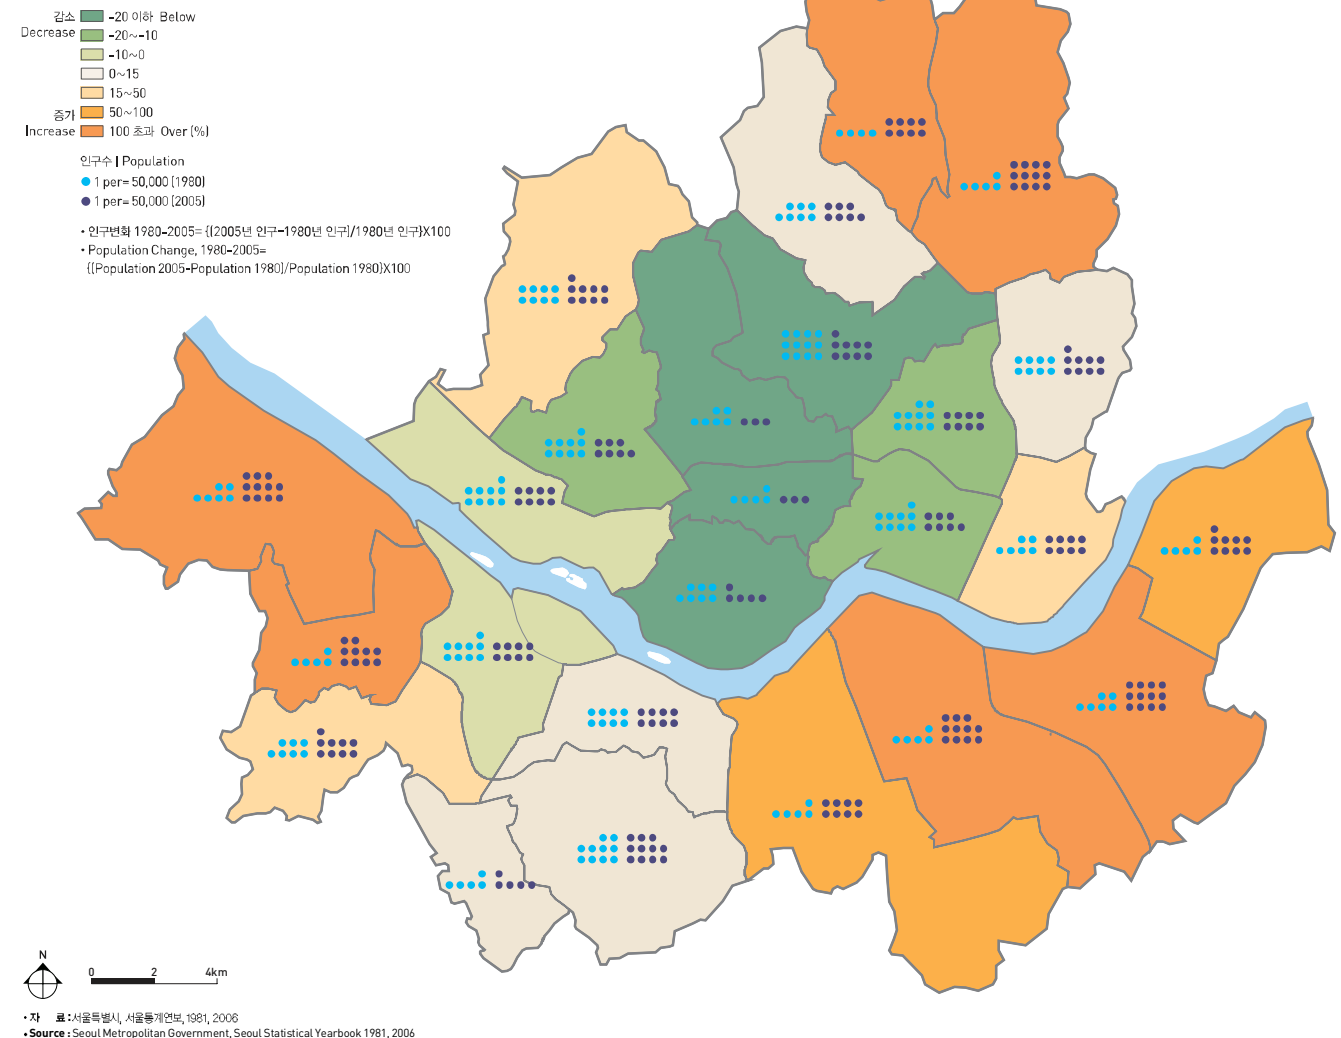 감소 -20 이하 Below
Decrease -20~-10
-10~0
0~15
15~50
증가 50~100
Increase 100 초과 Over (%)
인구수 | Population
1 per= 50,000 (1980)
1 per= 50,000 (2005)
• 인구변화 1980-2005= {(2005년 인구-1980년 인구)/1980년 인구}X100
• Population Change, 1980-2005=
{(Population 2005-Population 1980)/Population 1980}X100
N
0 2 4km
• 자 료 : 서울특별시, 서울통계연보, 1981, 2006
• Source : Seoul Metropolitan Government, Seoul Statistical Yearbook 1981, 2006